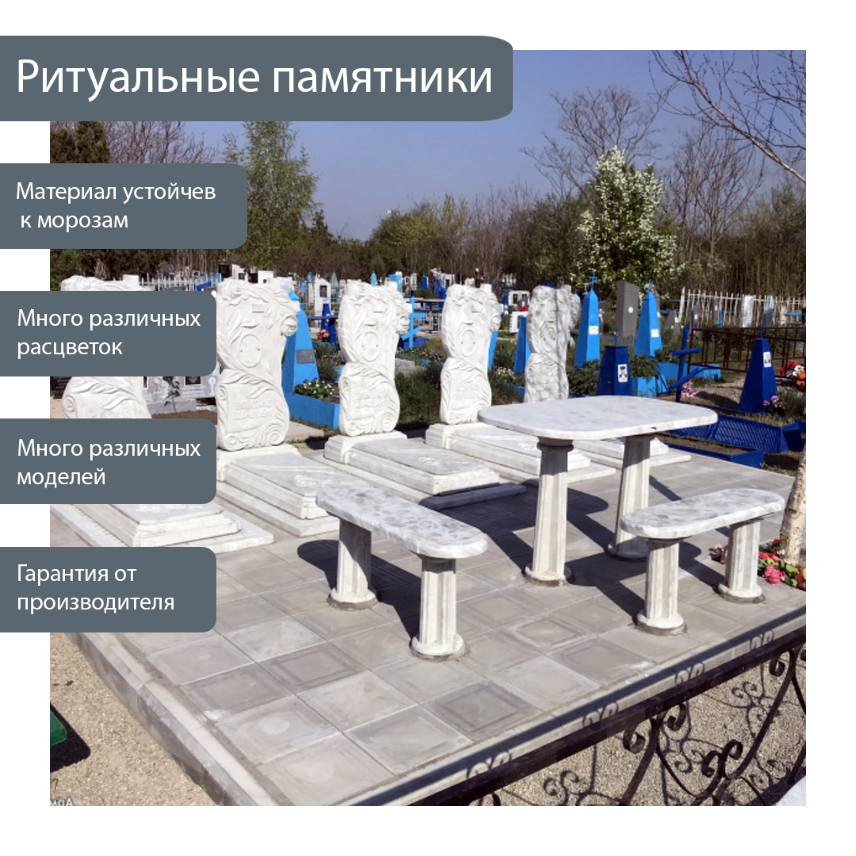 Ритуальные памятники
Материал устойчев
к морозам
Много различных
расцветок
Много различных
моделей
Гарантия от
производителя